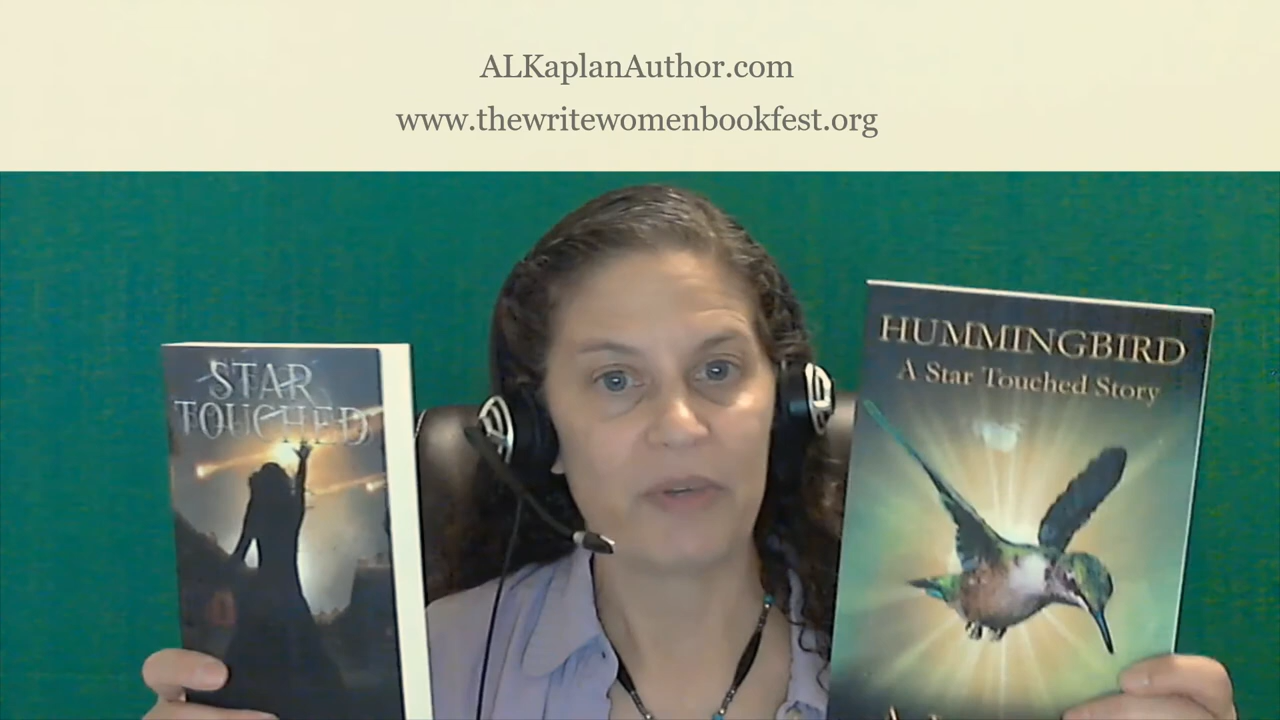 ALKaplanAuthor.com
www.thewritewomenbookfest.org
STAR
TOUCHED
HUMMINGBIRD
A Star Touched Story